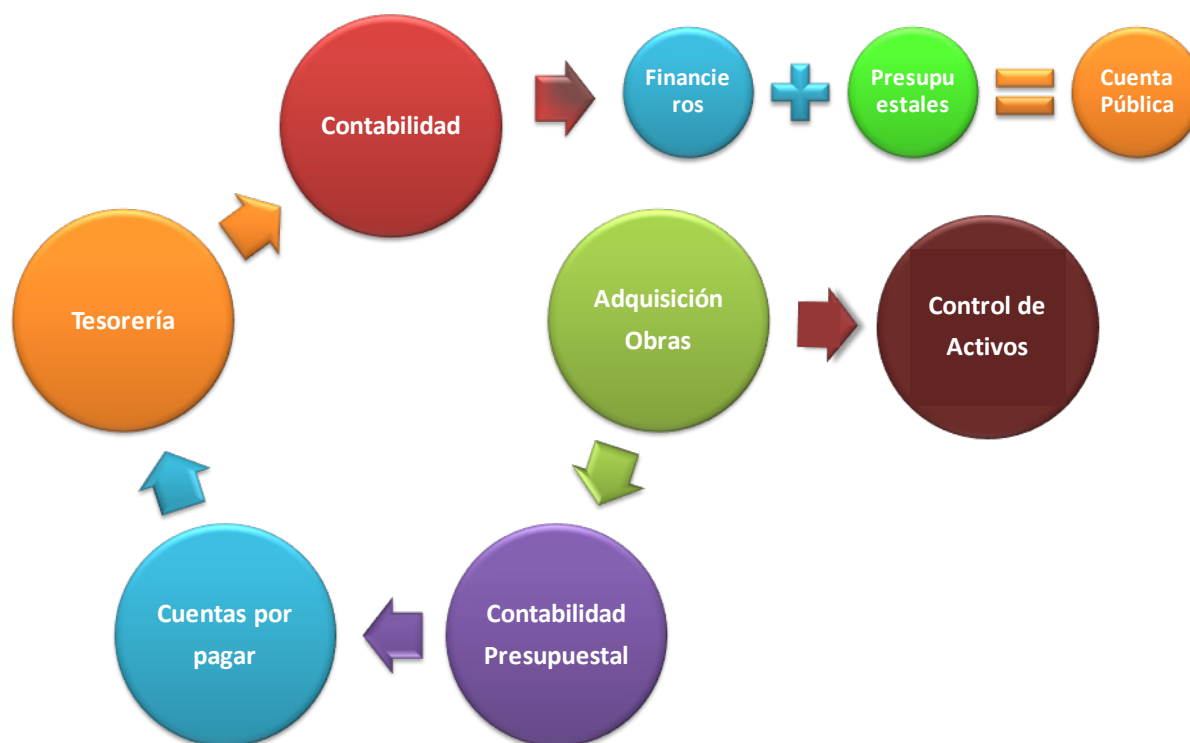 Contabilidad
Financie
ros
Presupu
estales
Cuenta
Pública
Tesorería
Adquisición
Obras
Control de
Activos
Cuentas por
pagar
Contabilidad
Presupuestal